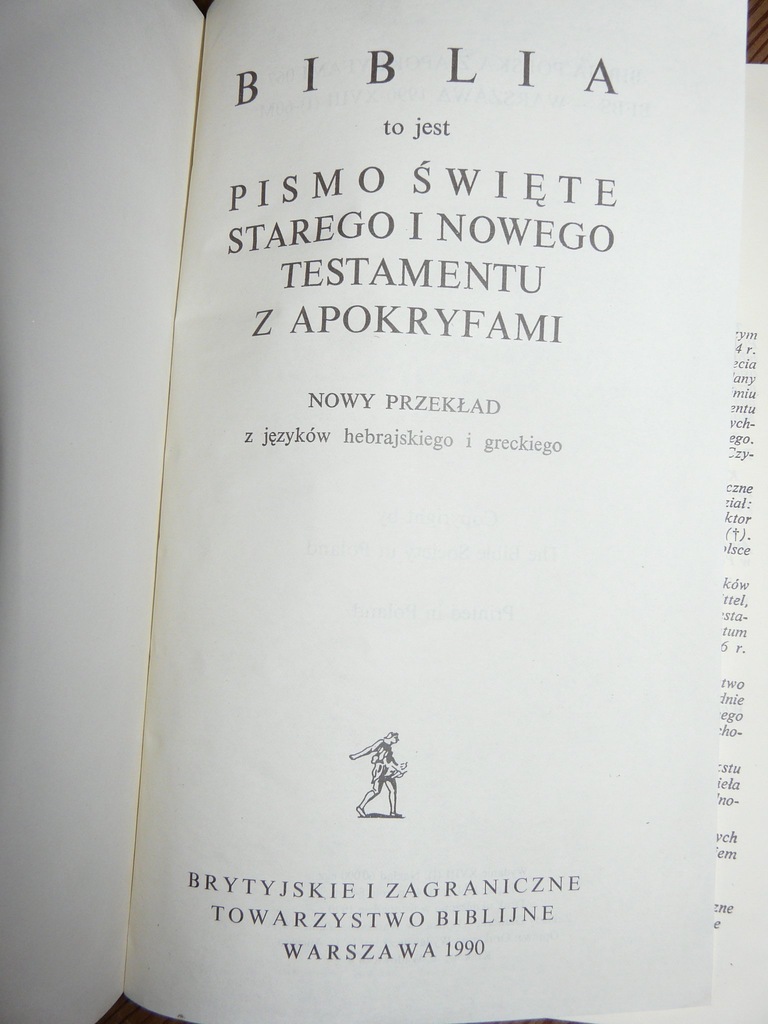 B I B L I A
to jest
PISMO ŚWIĘTE
STAREGO I NOWEGO
TESTAMENTU
Z APOKRYFAMI
NOWY PRZEKŁAD
z języków hebrajskiego i greckiego
BRYTYJSKIE I ZAGRANICZNE
TOWARZYSTWO BIBLIJNE
WARSZAWA 1990